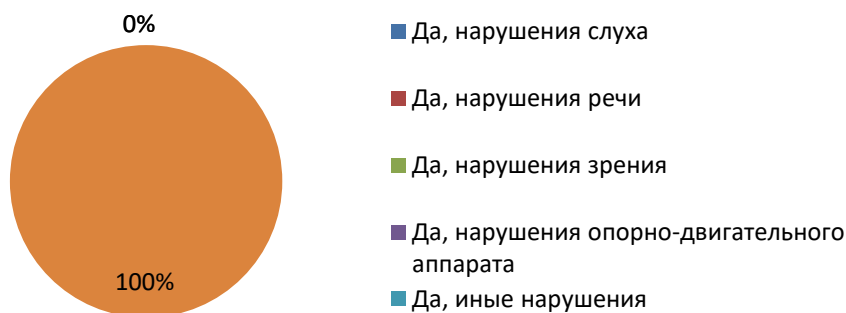 0%
100%
Да, нарушения слуха
Да, нарушения речи
Да, нарушения зрения
Да, нарушения опорно-двигательного
аппарата
Да, иные нарушения